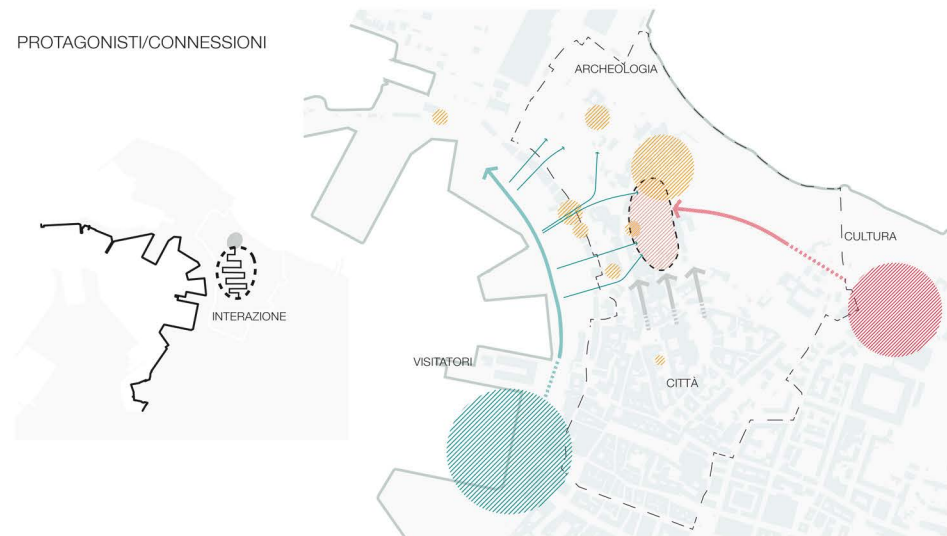 PROTAGONISTI/CONNESSIONI
ARCHEOLOGIA
CULTURA
INTERAZIONE
VISITATORI
CITTÀ